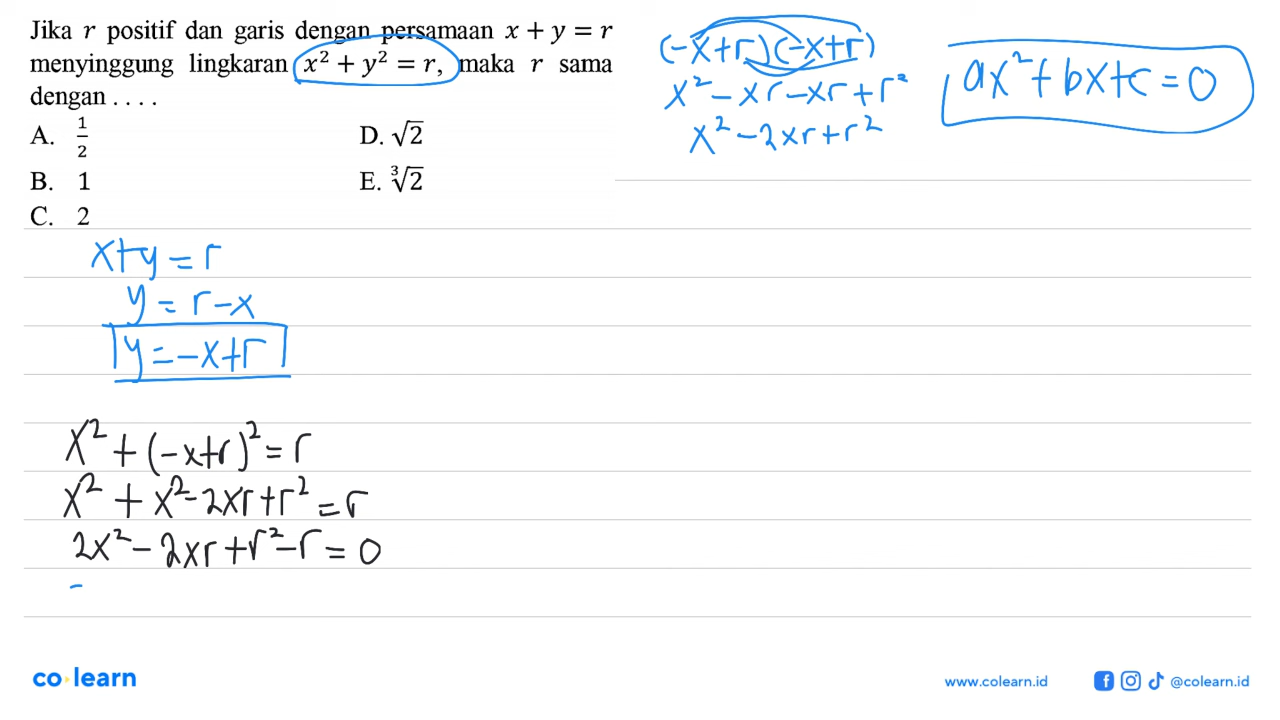 Jika r positif dan garis dengan persamaan x + y = r
menyinggung lingkaran x² + y² = r, maka r sama
dengan . . . .
A. 1/2
D. √2
B. 1
E. ∛2
C. 2
(-x+r)(-x+r)
x² - xr - xr + r²
x² - 2xr + r²
ax² + bx + c = 0
x+y = r
y = r - x
y = -x+r
x² + (-x+r)² = r
x² + x² - 2xr + r² = r
2x² - 2xr + r² - r = 0
co learn
www.colearn.id
@colearn.id